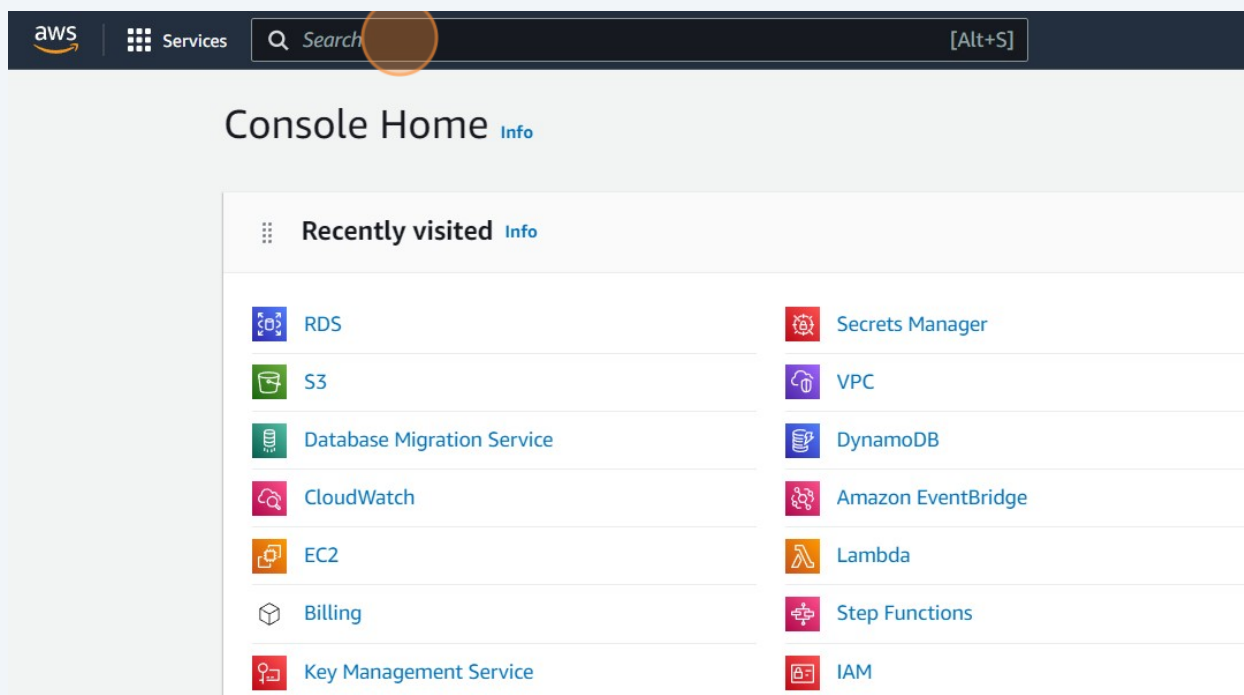 aws Services Search [Alt+S]
Console Home Info
Recently visited Info
RDS
S3
Database Migration Service
CloudWatch
EC2
Billing
Key Management Service
Secrets Manager
VPC
DynamoDB
Amazon EventBridge
Lambda
Step Functions
IAM